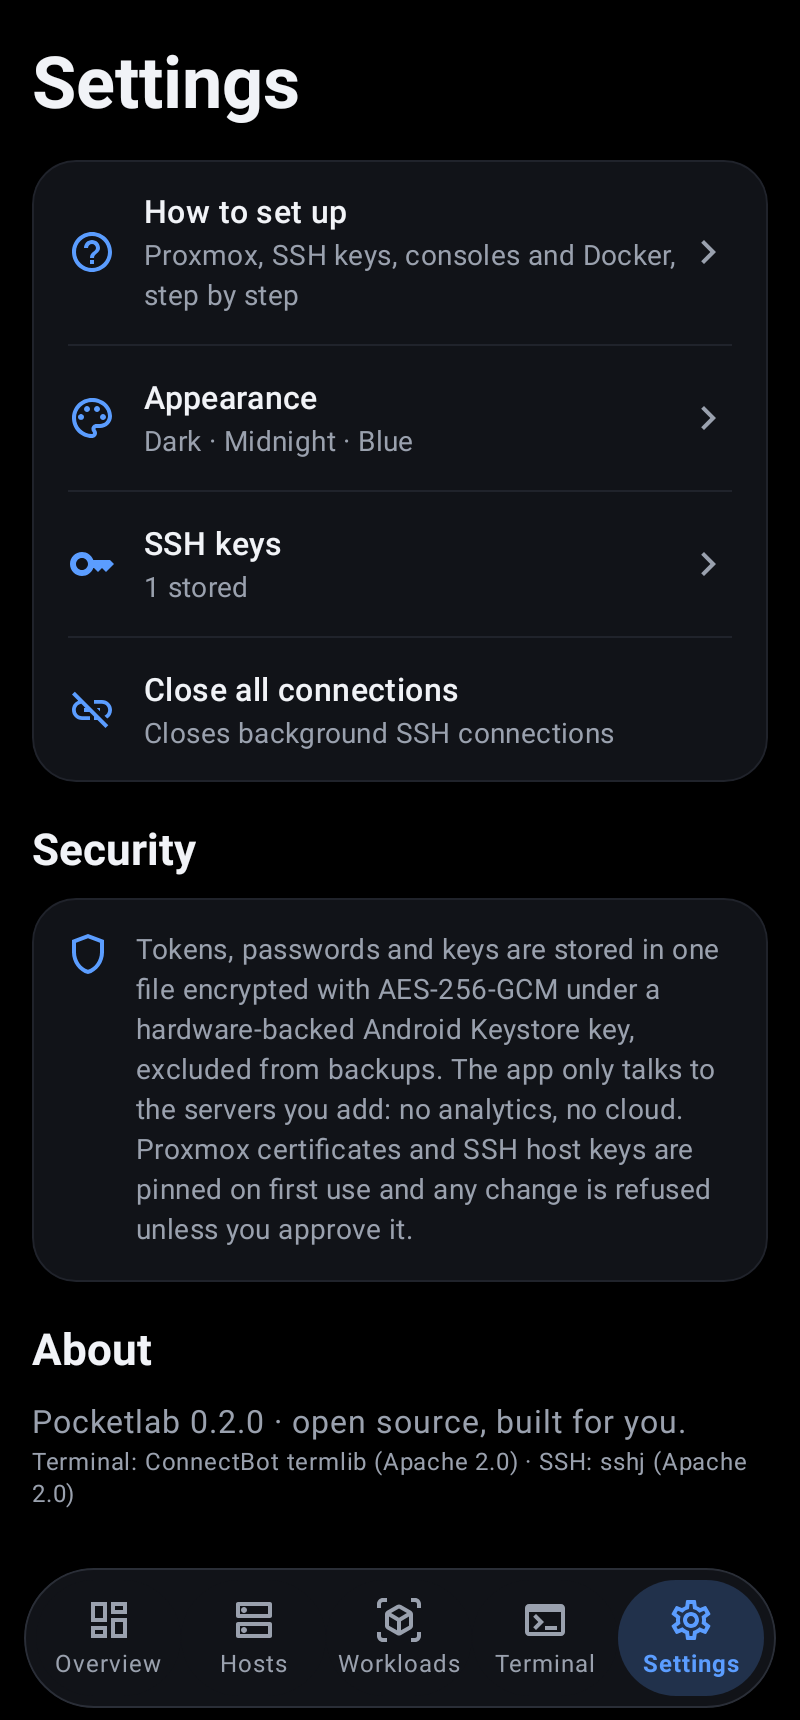 Settings
How to set up
Proxmox, SSH keys, consoles and Docker,
step by step
Appearance
Dark · Midnight · Blue
SSH keys
1 stored
Close all connections
Closes background SSH connections
Security
Tokens, passwords and keys are stored in one
file encrypted with AES-256-GCM under a
hardware-backed Android Keystore key,
excluded from backups. The app only talks to
the servers you add: no analytics, no cloud.
Proxmox certificates and SSH host keys are
pinned on first use and any change is refused
unless you approve it.
About
Pocketlab 0.2.0 · open source, built for you.
Terminal: ConnectBot termlib (Apache 2.0) · SSH: sshj (Apache
2.0)
Overview
Hosts
Workloads
Terminal
Settings